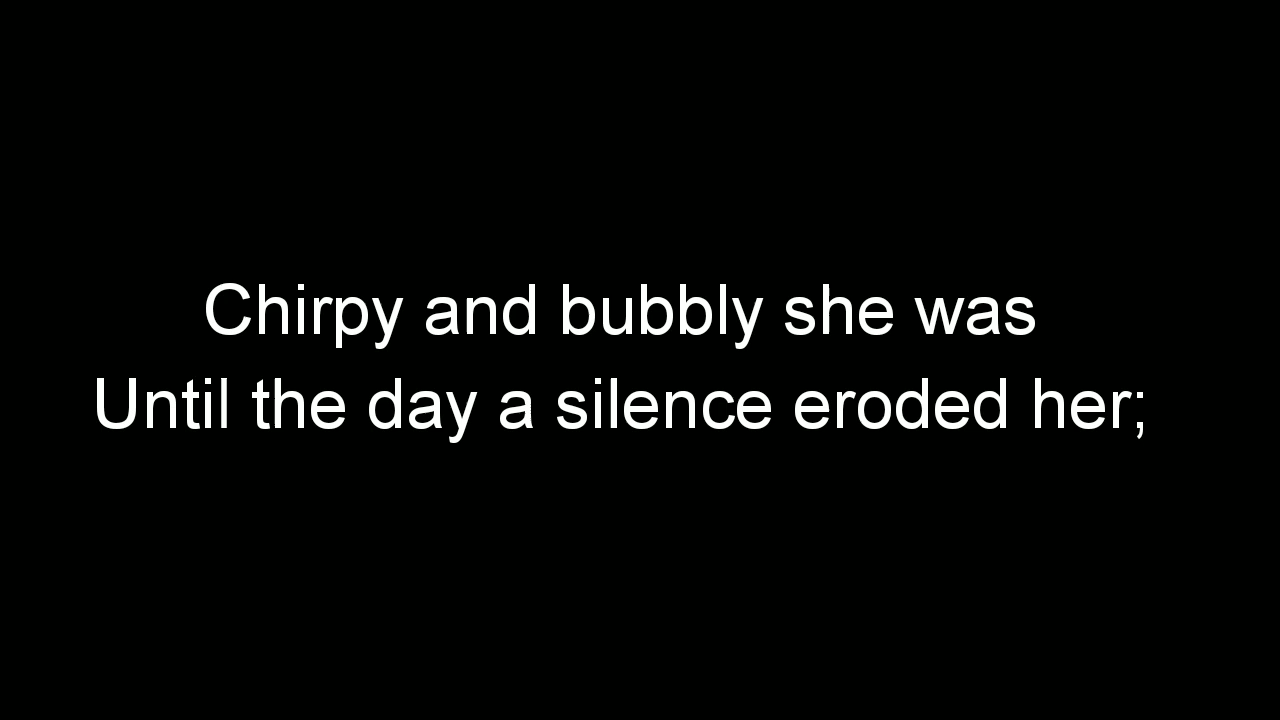 Chirpy and bubbly she was
Until the day a silence eroded her;